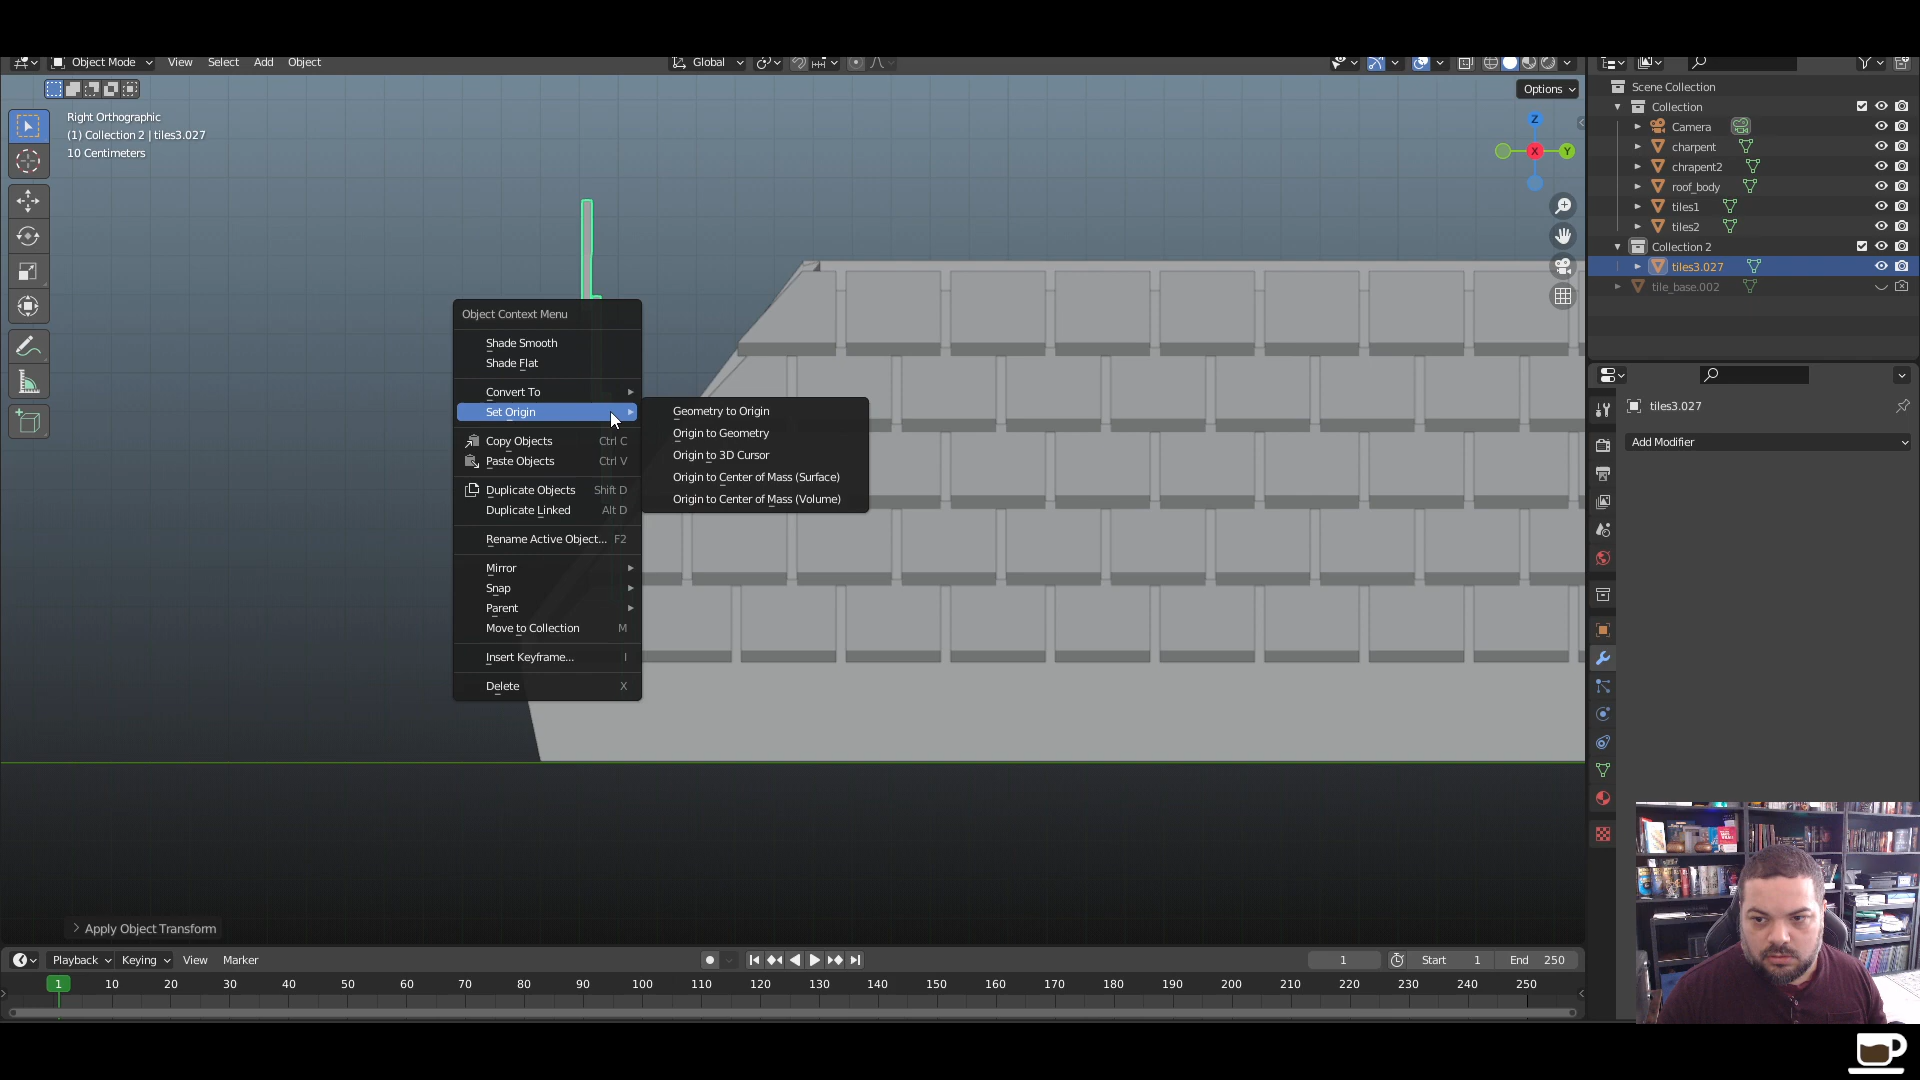 Object Mode
View
Select
Add
Object
Global
Options
Right Orthographic
(1) Collection 2 | tiles3.027
10 Centimeters
Z
X
Y
Object Context Menu
Shade Smooth
Shade Flat
Convert To
Set Origin
Copy Objects Ctrl C
Paste Objects Ctrl V
Duplicate Objects Shift D
Duplicate Linked Alt D
Rename Active Object... F2
Mirror
Snap
Parent
Move to Collection M
Insert Keyframe... I
Delete X
Geometry to Origin
Origin to Geometry
Origin to 3D Cursor
Origin to Center of Mass (Surface)
Origin to Center of Mass (Volume)
Scene Collection
Collection
Camera
charpent
chrapent2
roof_body
tiles1
tiles2
Collection 2
tiles3.027
tile_base.002
tiles3.027
Add Modifier
Apply Object Transform
Playback
Keying
View
Marker
1
Start 1
End 250
1 10 20 30 40 50 60 70 80 90 100 110 120 130 140 150 160 170 180 190 200 210 220 230 240 250